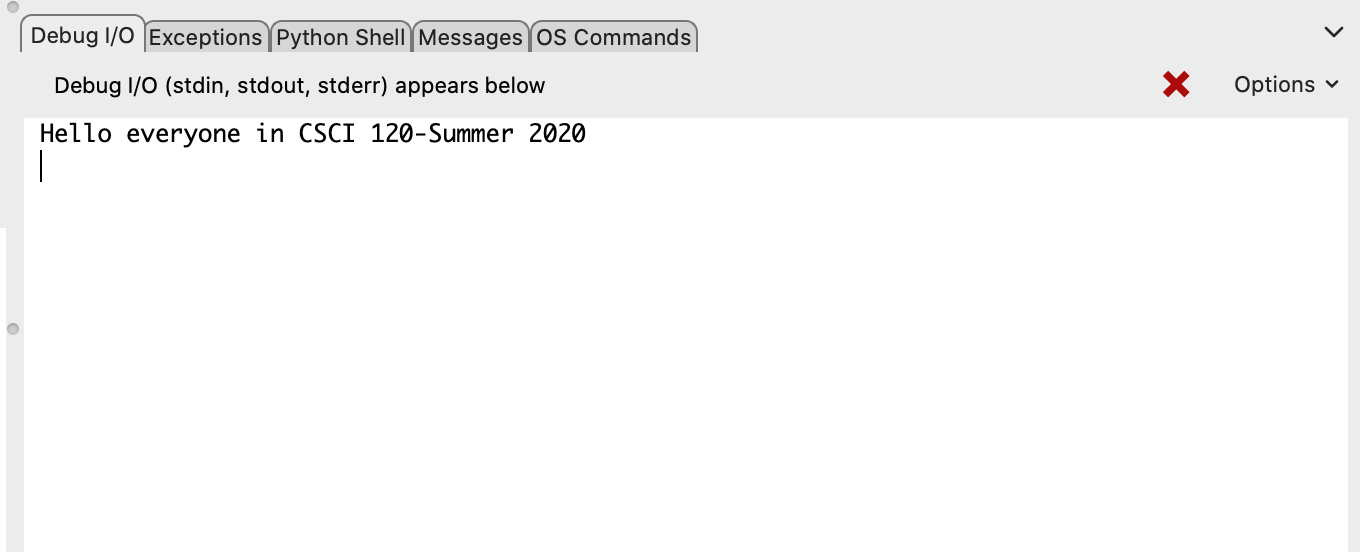 Debug I/O Exceptions Python Shell Messages OS Commands
Debug I/O (stdin, stdout, stderr) appears below Options
Hello everyone in CSCI 120-Summer 2020